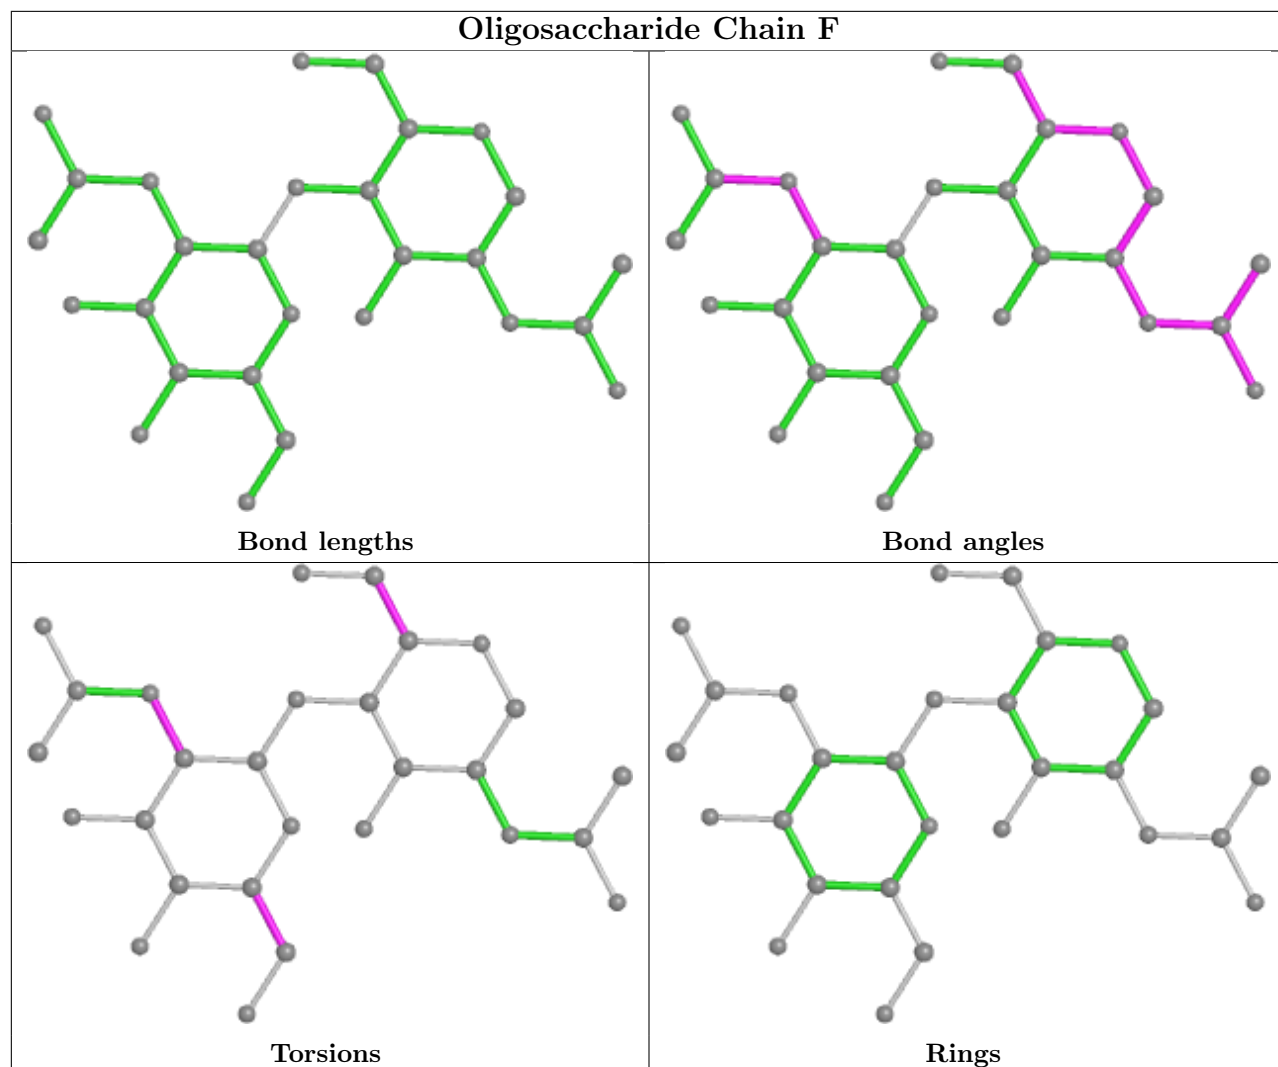 Oligosaccharide Chain F
Bond lengths
Bond angles
Torsions
Rings